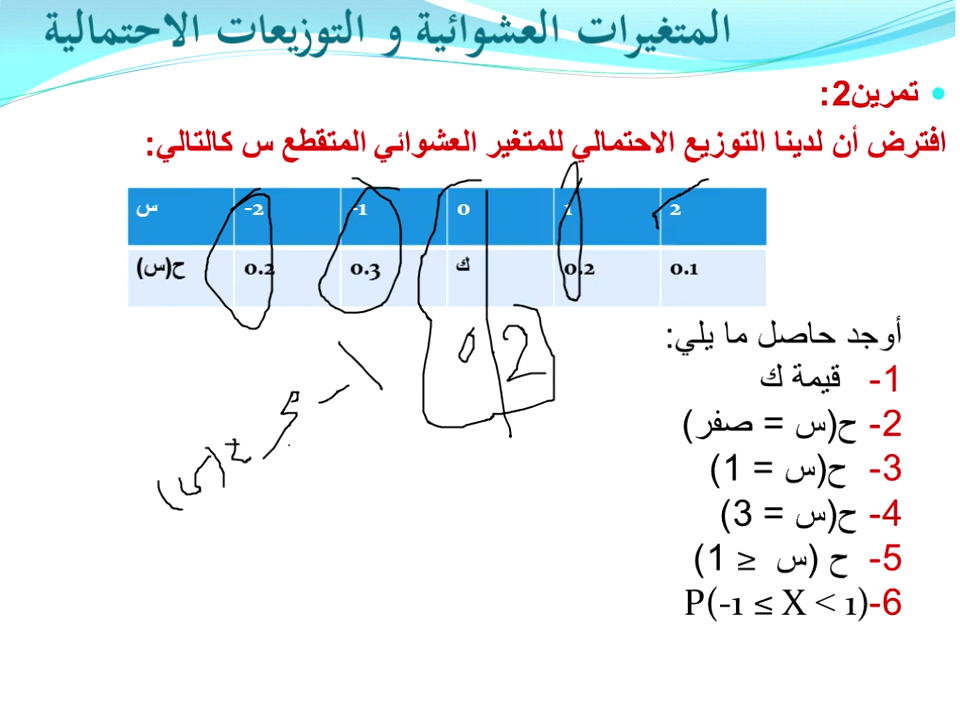 المتغيرات العشوائية و التوزيعات الاحتمالية
تمرين2:
افترض أن لدينا التوزيع الاحتمالي للمتغير العشوائي المتقطع س كالتالي:
س -2 -1 0 1 2
ح(س) 0.2 0.3 ك 0.2 0.1
0 2
أوجد حاصل ما يلي:
1- قيمة ك
2- ح(س = صفر)
3- ح(س = 1)
4- ح(س = 3)
5- ح (س ≥ 1)
6- P(-1 ≤ X < 1)